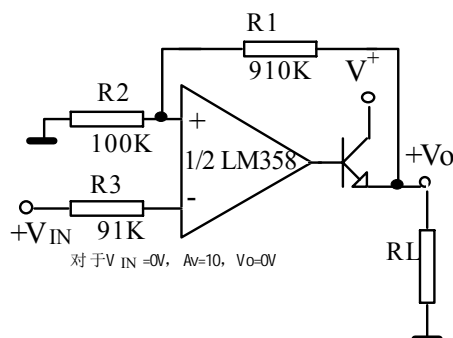 R1
910K
V+
R2
100K
+
1/2 LM358
+Vo
R3
-
+VIN
91K
RL
对于V IN =0V, Av=10, Vo=0V